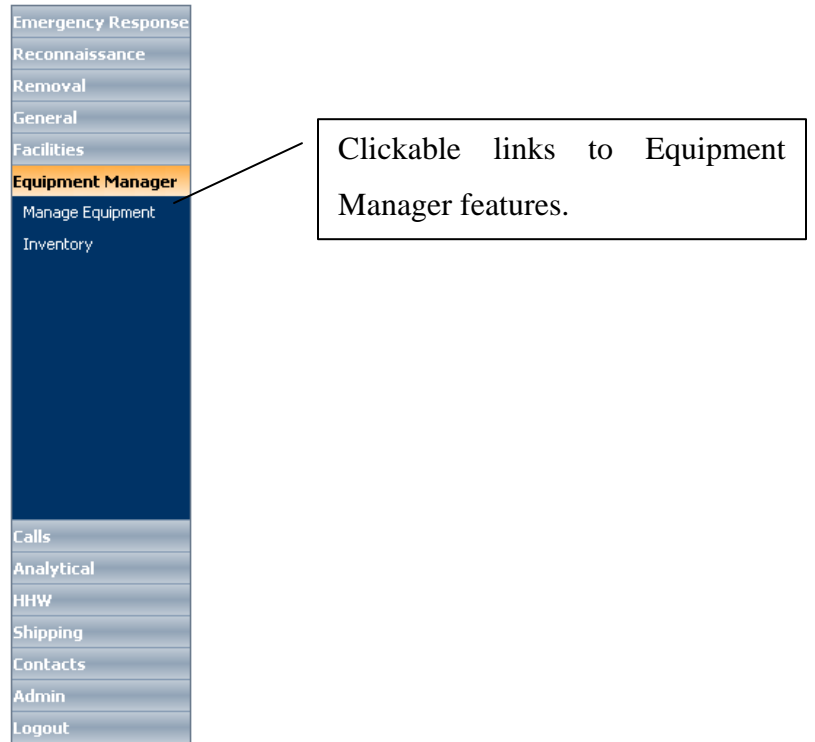 Emergency Response
Reconnaissance
Removal
General
Facilities
Equipment Manager
Manage Equipment
Inventory
Clickable links to Equipment
Manager features.
Calls
Analytical
HHW
Shipping
Contacts
Admin
Logout